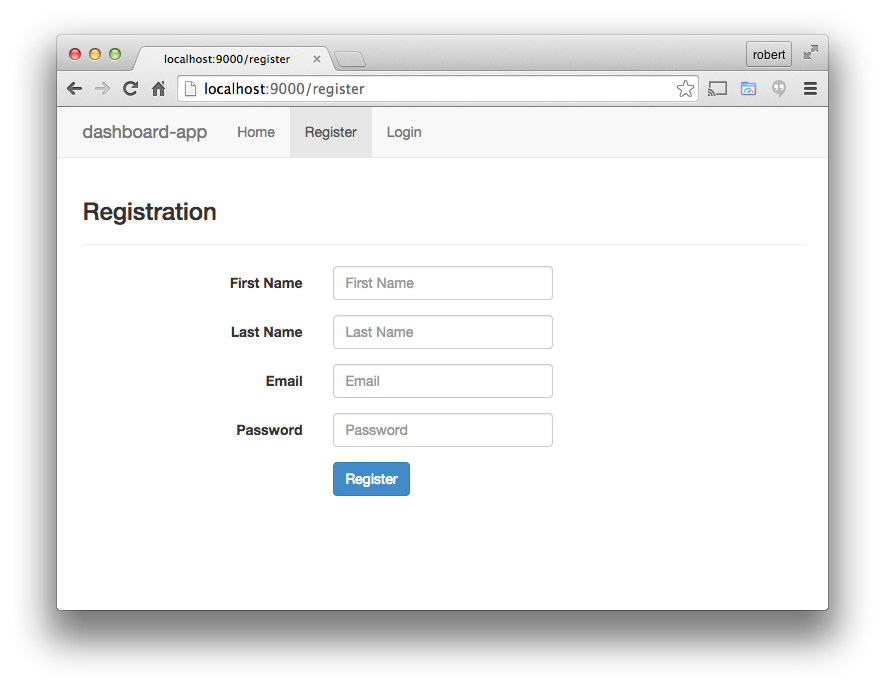 localhost:9000/register
robert
localhost:9000/register
dashboard-app Home Register Login
Registration
First Name First Name
Last Name Last Name
Email Email
Password Password
Register